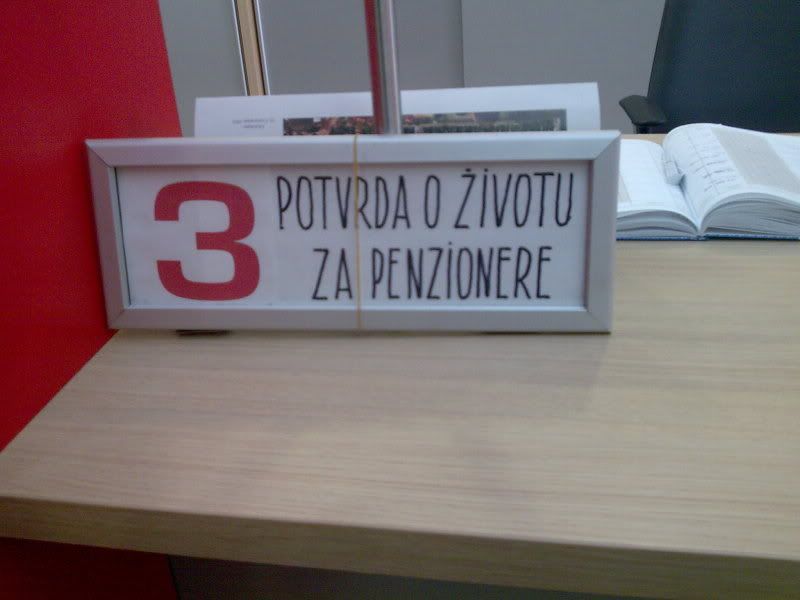 3
POTVRDA O ŽIVOTU
ZA PENZIONERE